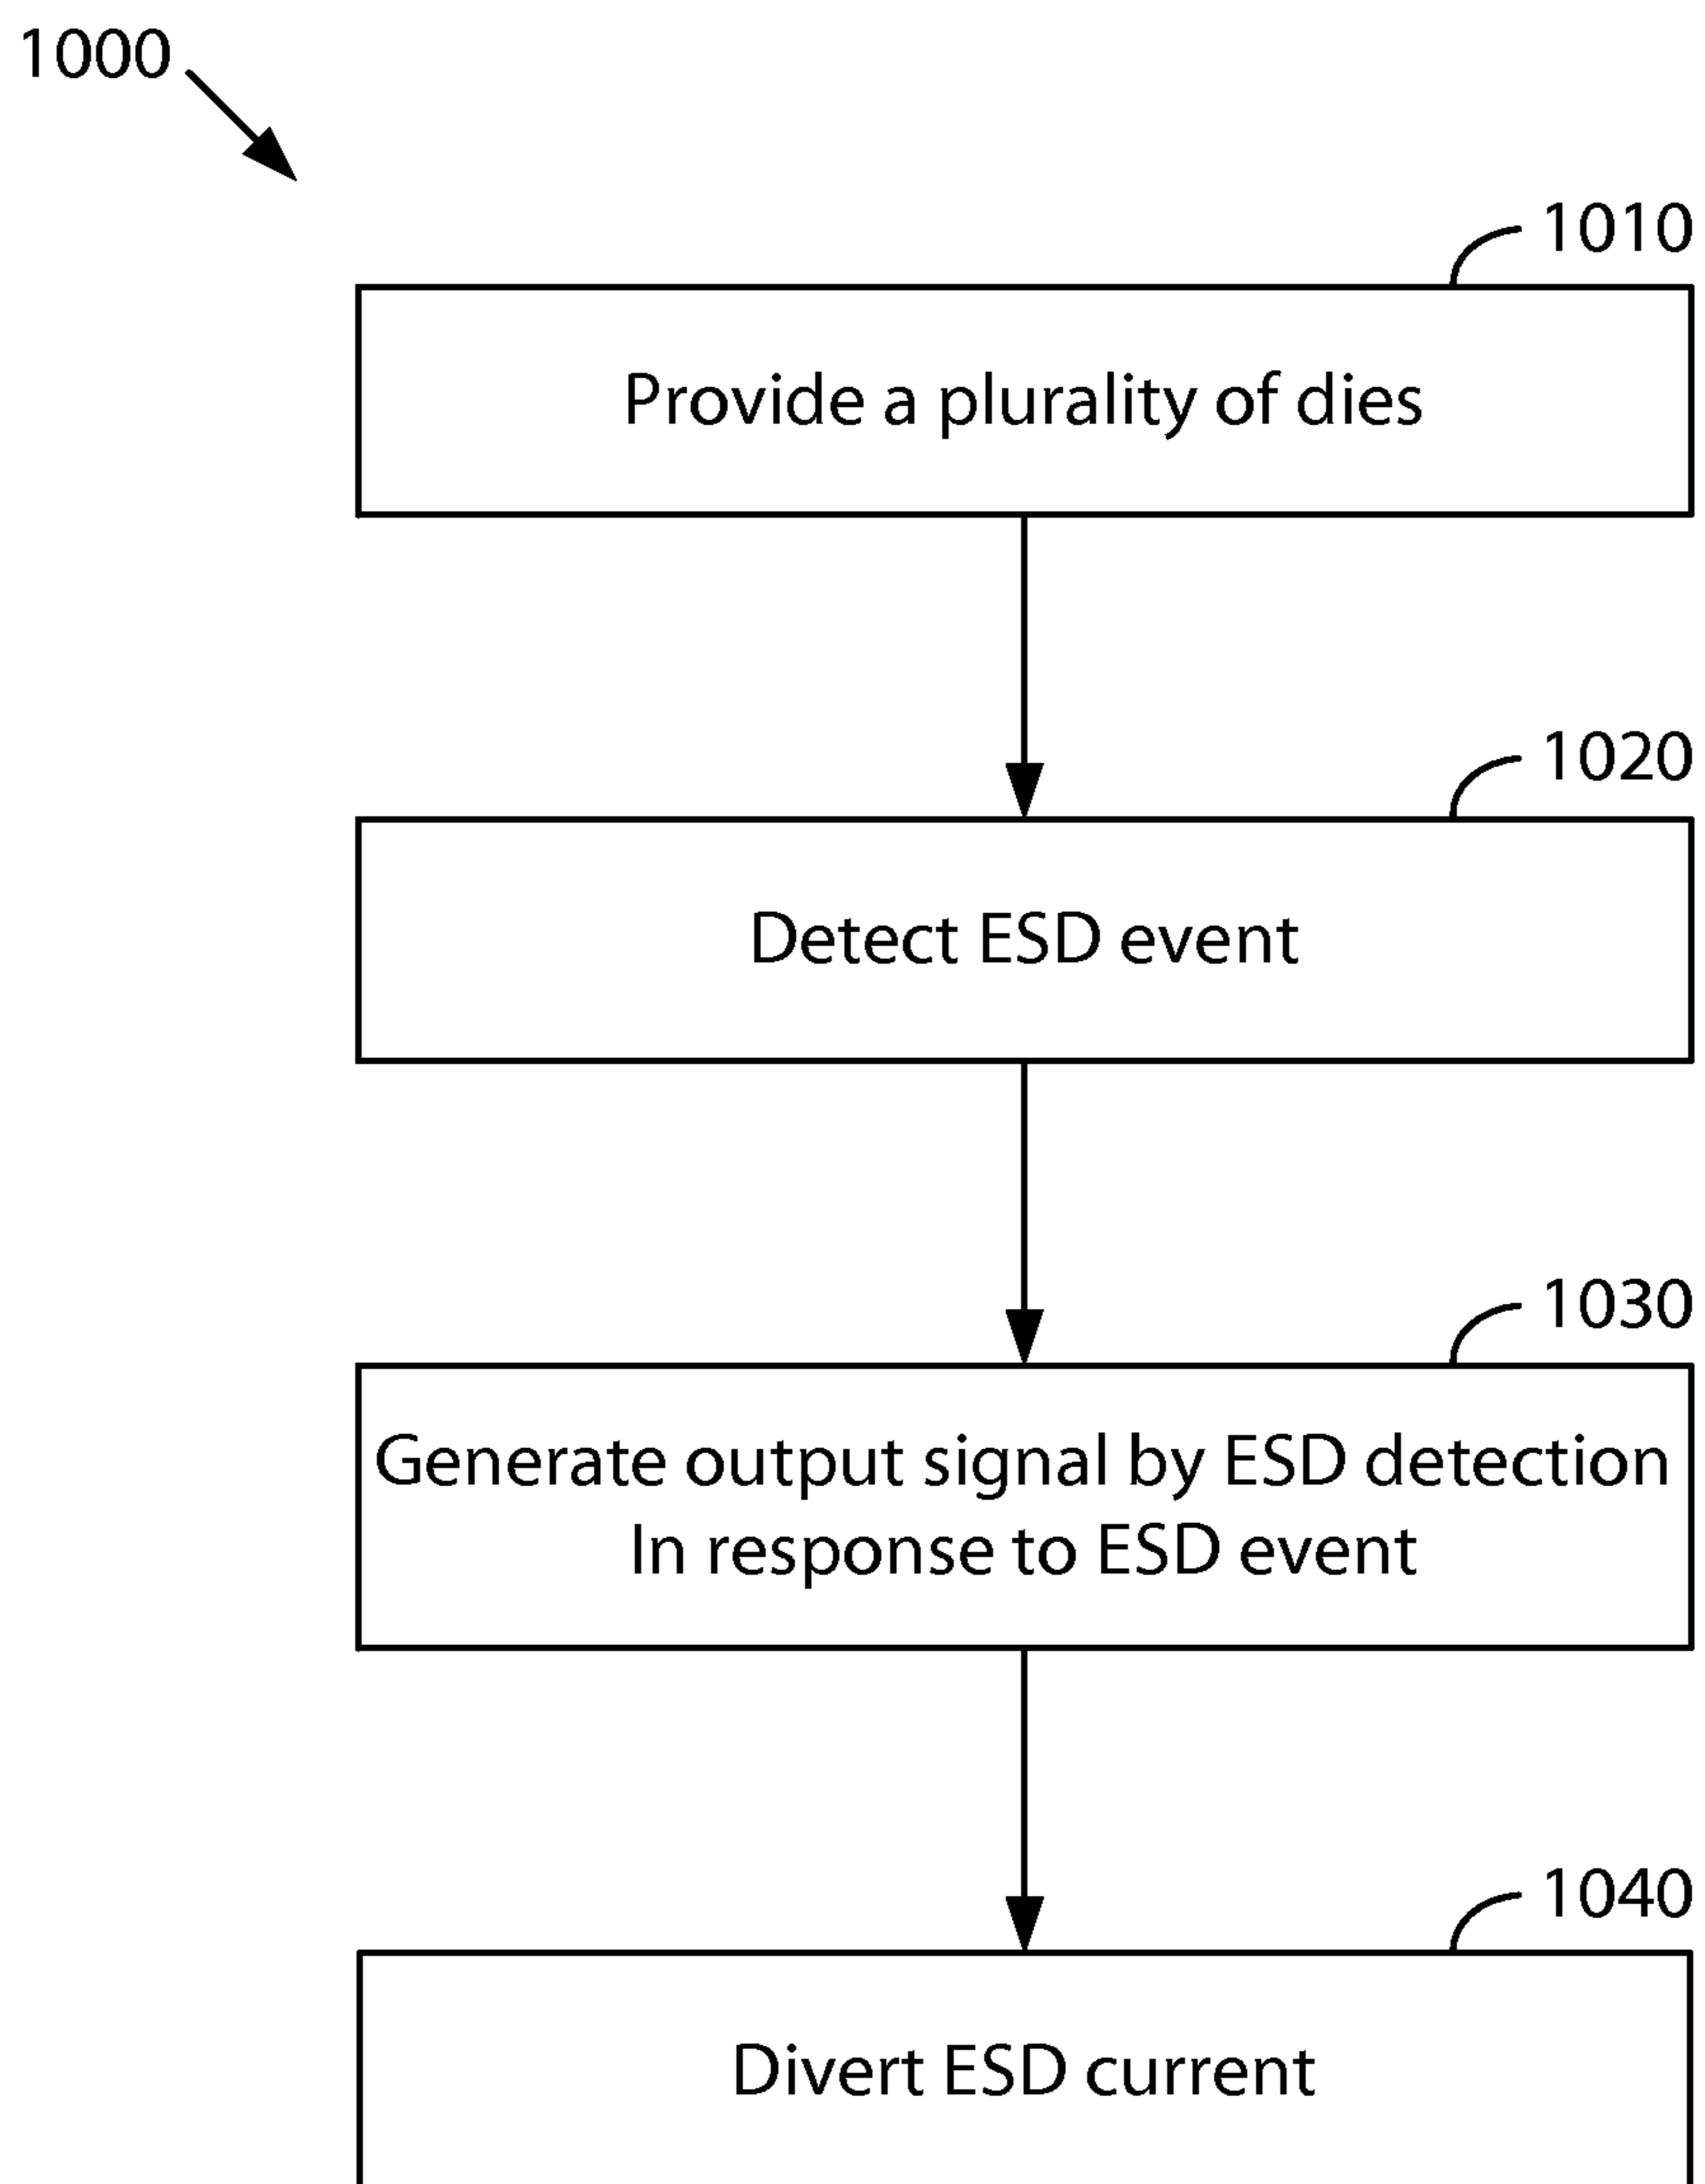 1000
1010
Provide a plurality of dies
1020
Detect ESD event
1030
Generate output signal by ESD detection
In response to ESD event
1040
Divert ESD current